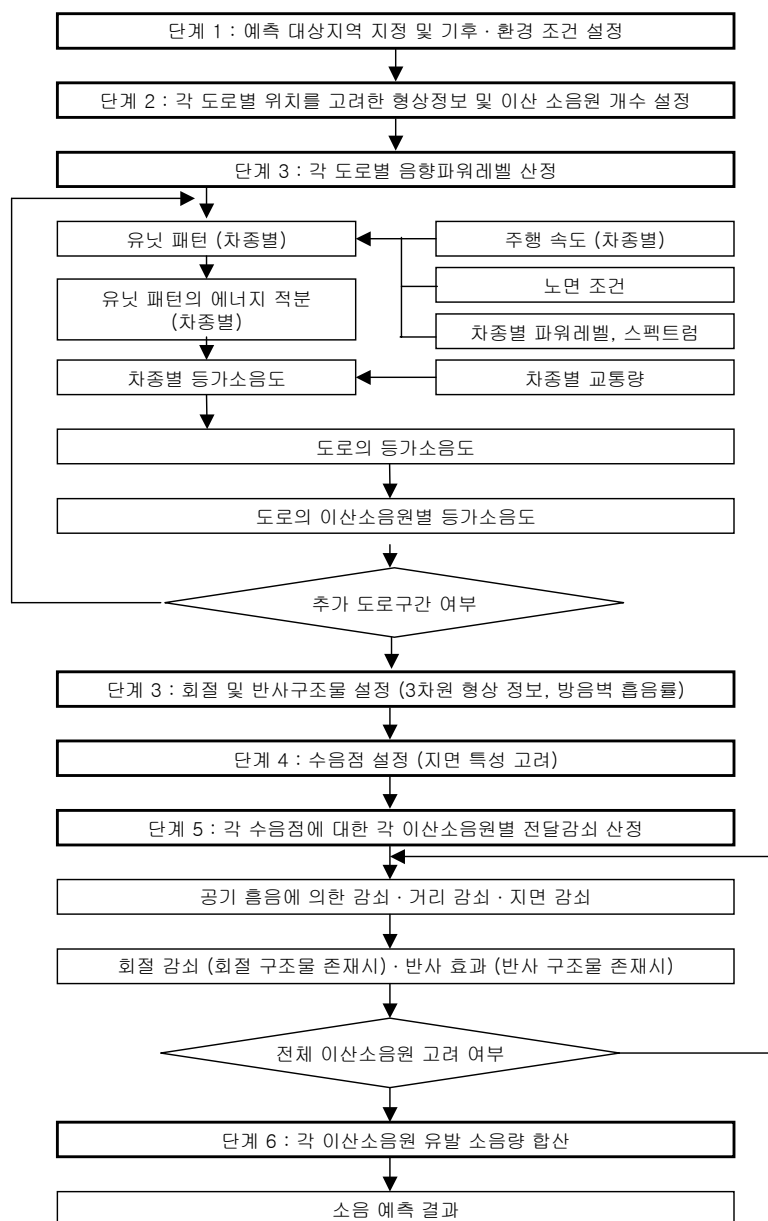 단계 1 : 예측 대상지역 지정 및 기후 · 환경 조건 설정
단계 2 : 각 도로별 위치를 고려한 형상정보 및 이산 소음원 개수 설정
단계 3 : 각 도로별 음향파워레벨 산정
유닛 패턴 (차종별)
주행 속도 (차종별)
노면 조건
유닛 패턴의 에너지 적분
(차종별)
차종별 파워레벨, 스펙트럼
차종별 등가소음도
차종별 교통량
도로의 등가소음도
도로의 이산소음원별 등가소음도
추가 도로구간 여부
단계 3 : 회절 및 반사구조물 설정 (3차원 형상 정보, 방음벽 흡음률)
단계 4 : 수음점 설정 (지면 특성 고려)
단계 5 : 각 수음점에 대한 각 이산소음원별 전달감쇠 산정
공기 흡음에 의한 감쇠 · 거리 감쇠 · 지면 감쇠
회절 감쇠 (회절 구조물 존재시) · 반사 효과 (반사 구조물 존재시)
전체 이산소음원 고려 여부
단계 6 : 각 이산소음원 유발 소음량 합산
소음 예측 결과